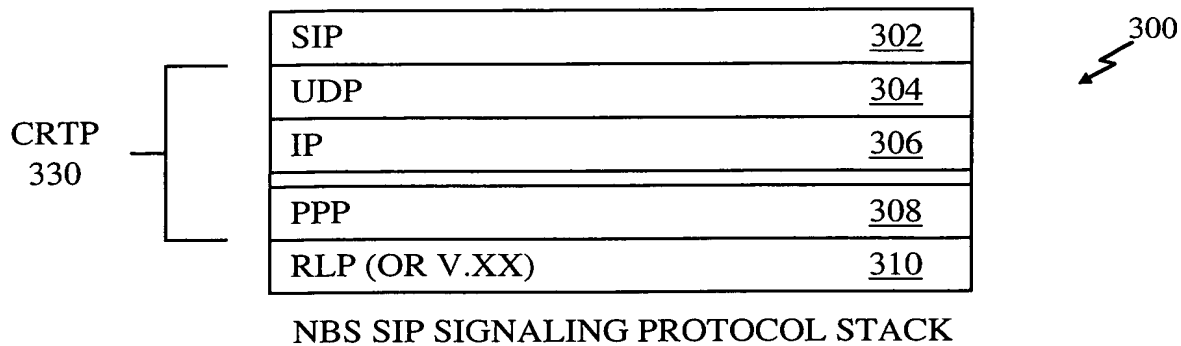 300
SIP 302
UDP 304
CRTP
330
IP 306
PPP 308
RLP (OR V.XX) 310
NBS SIP SIGNALING PROTOCOL STACK